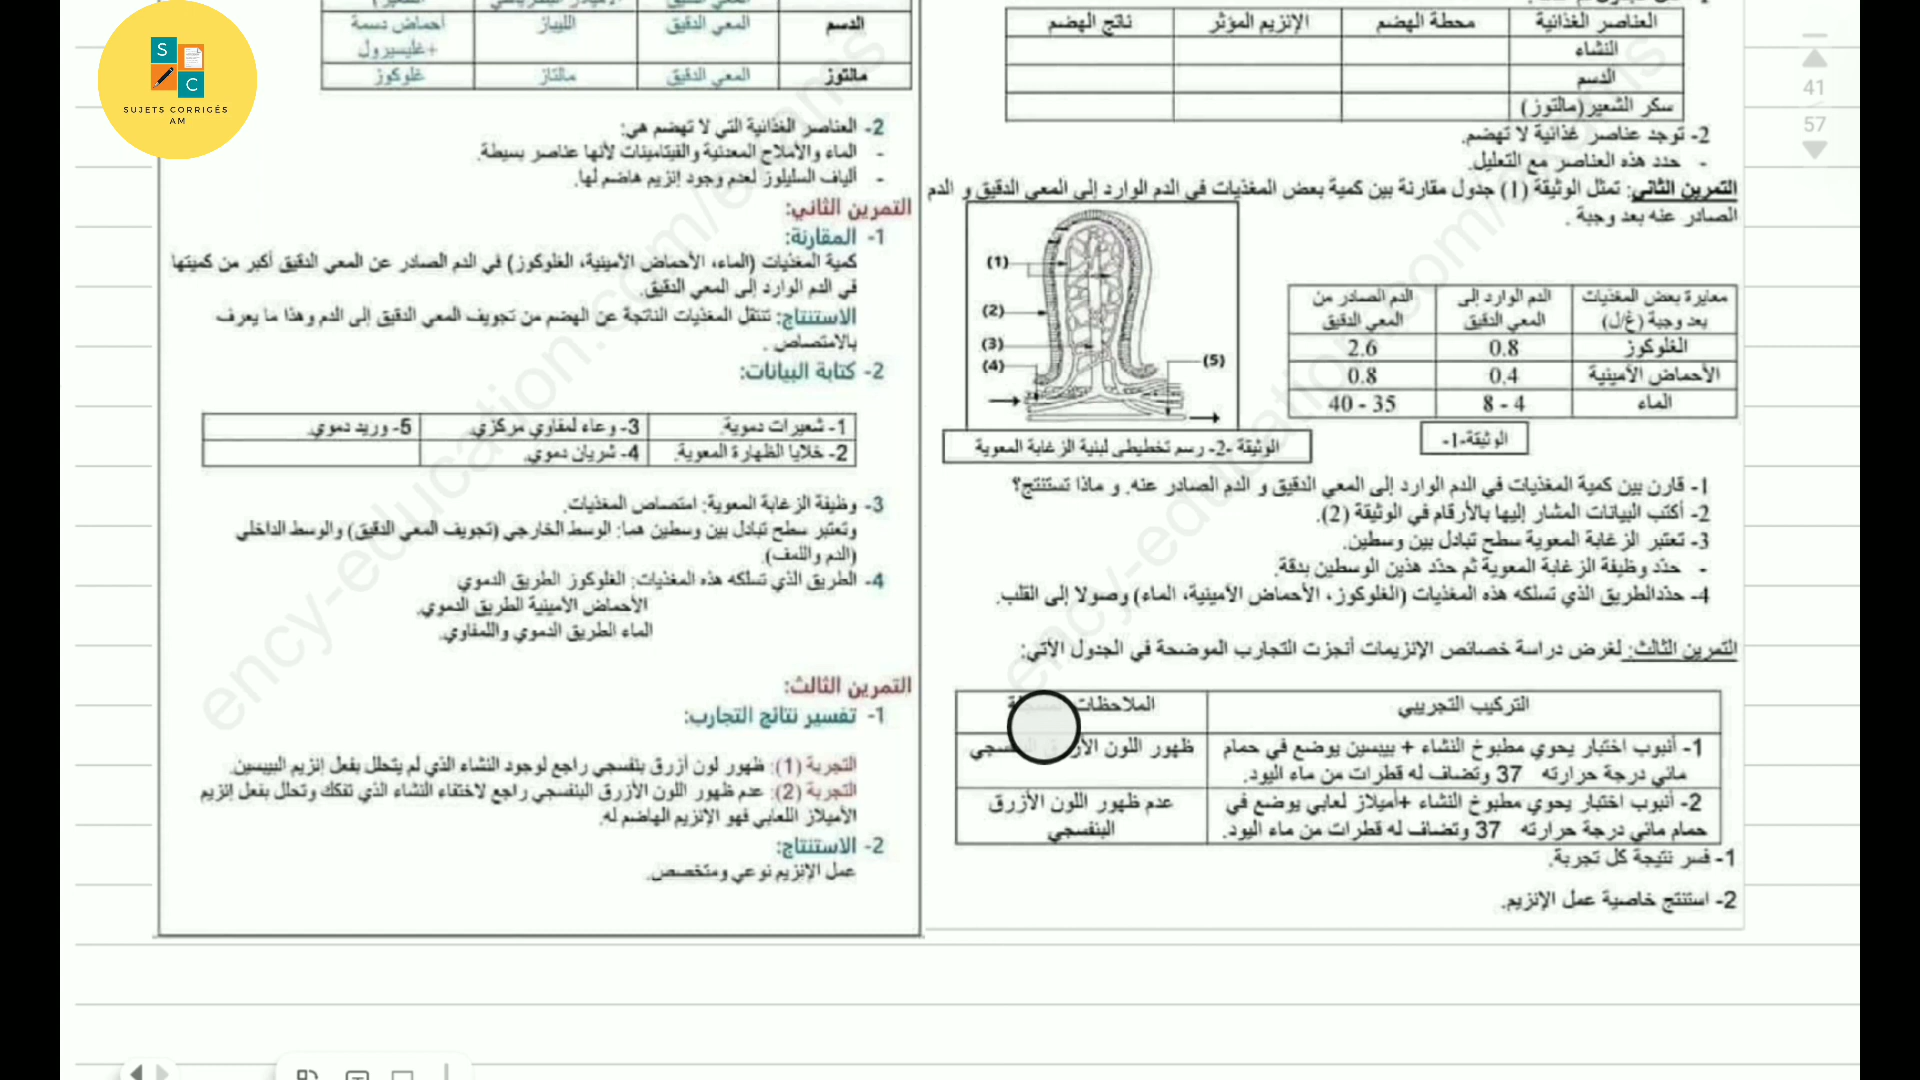 العناصر الغذائية محطة الهضم الإنزيم المؤثر ناتج الهضم
النشاء
الدسم
سكر الشعير(مالتوز)
2- توجد عناصر غذائية لا تهضم.
- حدد هذه العناصر مع التعليل.
التمرين الثاني: تمثل الوثيقة (1) جدول مقارنة بين كمية بعض المغذيات في الدم الوارد إلى المعي الدقيق و الدم
الصادر عنه بعد وجبة .
معايرة بعض المغذيات بعد وجبة (غ/ل) الدم الوارد إلى المعي الدقيق الدم الصادر من المعي الدقيق
الغلوكوز 0.8 2.6
الأحماض الأمينية 0.4 0.8
الماء 4 - 8 35 - 40
الوثيقة-1-
(1)
(2)
(3)
(4)
(5)
الوثيقة -2- رسم تخطيطي لبنية الزغابة المعوية
1- قارن بين كمية المغذيات في الدم الوارد إلى المعي الدقيق و الدم الصادر عنه. و ماذا تستنتج؟
2- أكتب البيانات المشار إليها بالأرقام في الوثيقة (2).
3- تعتبر الزغابة المعوية سطح تبادل بين وسطين.
- حدّد وظيفة الزغابة المعوية ثم حدّد هذين الوسطين بدقة.
4- حدّدالطريق الذي تسلكه هذه المغذيات (الغلوكوز، الأحماض الأمينية، الماء) وصولا إلى القلب.
التمرين الثالث: لغرض دراسة خصائص الإنزيمات أنجزت التجارب الموضحة في الجدول الآتي:
التركيب التجريبي الملاحظات
1- أنبوب اختبار يحوي مطبوخ النشاء + بيبسين يوضع في حمام
مائي درجة حرارته 37 وتضاف له قطرات من ماء اليود.
ظهور اللون
2- أنبوب اختبار يحوي مطبوخ النشاء +أميلاز لعابي يوضع في
حمام مائي درجة حرارته 37 وتضاف له قطرات من ماء اليود.
عدم ظهور اللون الأزرق
البنفسجي
1- فسر نتيجة كل تجربة.
2- استنتج خاصية عمل الإنزيم.
الدسم المعي الدقيق الليباز أحماض دسمة
+غليسيرول
مالتوز المعي الدقيق مالتاز غلوكوز
2- العناصر الغذائية التي لا تهضم هي:
- الماء والأملاح المعدنية والفيتامينات لأنها عناصر بسيطة.
- ألياف السليلوز لعدم وجود إنزيم هاضم لها.
التمرين الثاني:
1- المقارنة:
كمية المغذيات (الماء، الأحماض الأمينية، الغلوكوز) في الدم الصادر عن المعي الدقيق أكبر من كميتها
في الدم الوارد إلى المعي الدقيق.
الاستنتاج: تنتقل المغذيات الناتجة عن الهضم من تجويف المعي الدقيق إلى الدم وهذا ما يعرف
بالامتصاص .
2- كتابة البيانات:
1- شعيرات دموية. 3- وعاء لمفاوي مركزي. 5- وريد دموي.
2- خلايا الظهارة المعوية. 4- شريان دموي.
3- وظيفة الزغابة المعوية: امتصاص المغذيات.
وتعتبر سطح تبادل بين وسطين هما: الوسط الخارجي (تجويف المعي الدقيق) والوسط الداخلي
(الدم واللمف).
4- الطريق الذي تسلكه هذه المغذيات: الغلوكوز الطريق الدموي
الأحماض الأمينية الطريق الدموي.
الماء الطريق الدموي واللمفاوي.
التمرين الثالث:
1- تفسير نتائج التجارب:
التجربة (1): ظهور لون أزرق بنفسجي راجع لوجود النشاء الذي لم يتحلل بفعل إنزيم البيبسين.
التجربة (2): عدم ظهور اللون الأزرق البنفسجي راجع لاختفاء النشاء الذي تفكك وتحلل بفعل إنزيم
الأميلاز اللعابي فهو الإنزيم الهاضم له.
2- الاستنتاج:
عمل الإنزيم نوعي ومتخصص.
S
C
SUJETS CORRIGÉS
AM
41
57
ency-education.com/exams
ency-education.com/exams